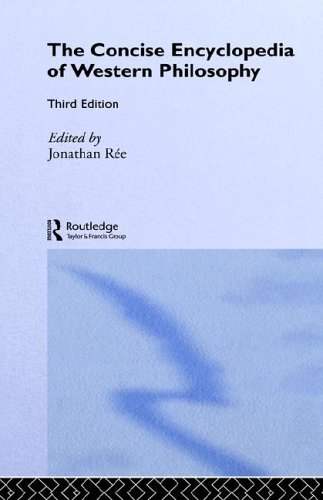 The Concise Encyclopedia
of Western Philosophy
Third Edition
Edited by
Jonathan Rée
Routledge
Taylor & Francis Group